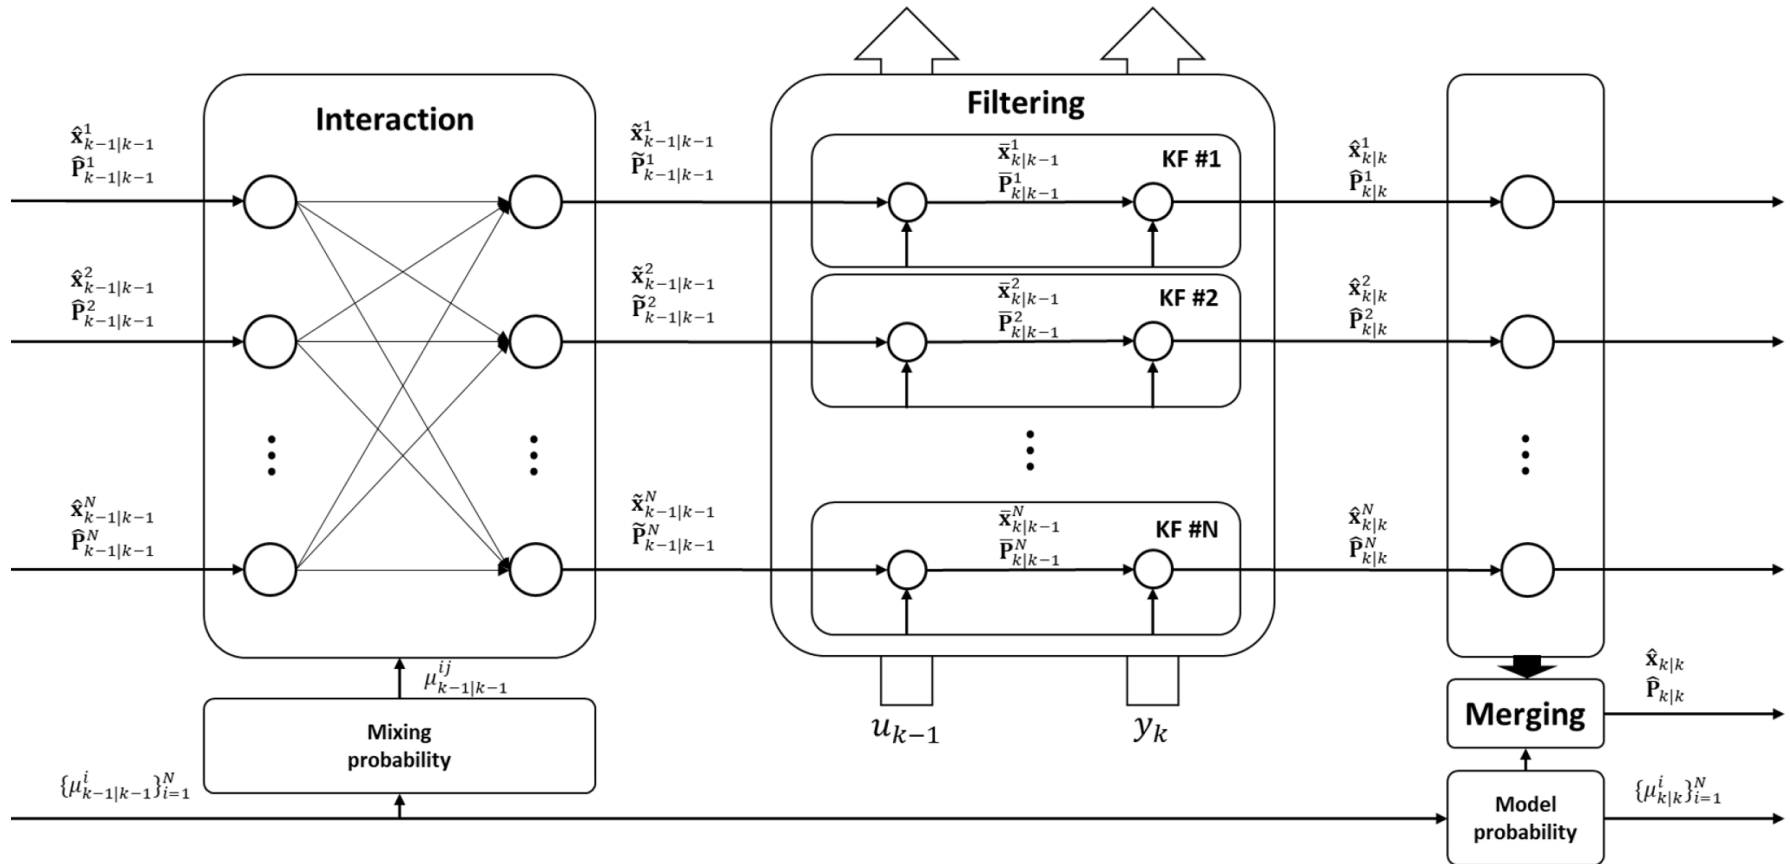 Interaction
Filtering
x̂¹ₖ₋₁|ₖ₋₁
P̂¹ₖ₋₁|ₖ₋₁
x̃¹ₖ₋₁|ₖ₋₁
P̃¹ₖ₋₁|ₖ₋₁
x̄¹ₖ|ₖ₋₁
P̄¹ₖ|ₖ₋₁
KF #1
x̂¹ₖ|ₖ
P̂¹ₖ|ₖ
x̂²ₖ₋₁|ₖ₋₁
P̂²ₖ₋₁|ₖ₋₁
x̃²ₖ₋₁|ₖ₋₁
P̃²ₖ₋₁|ₖ₋₁
x̄²ₖ|ₖ₋₁
P̄²ₖ|ₖ₋₁
KF #2
x̂²ₖ|ₖ
P̂²ₖ|ₖ
x̂ᴺₖ₋₁|ₖ₋₁
P̂ᴺₖ₋₁|ₖ₋₁
x̃ᴺₖ₋₁|ₖ₋₁
P̃ᴺₖ₋₁|ₖ₋₁
x̄ᴺₖ|ₖ₋₁
P̄ᴺₖ|ₖ₋₁
KF #N
x̂ᴺₖ|ₖ
P̂ᴺₖ|ₖ
μⁱʲₖ₋₁|ₖ₋₁
Mixing
probability
uₖ₋₁
yₖ
Merging
x̂ₖ|ₖ
P̂ₖ|ₖ
{μⁱₖ₋₁|ₖ₋₁}ᴺᵢ₌₁
Model
probability
{μⁱₖ|ₖ}ᴺᵢ₌₁